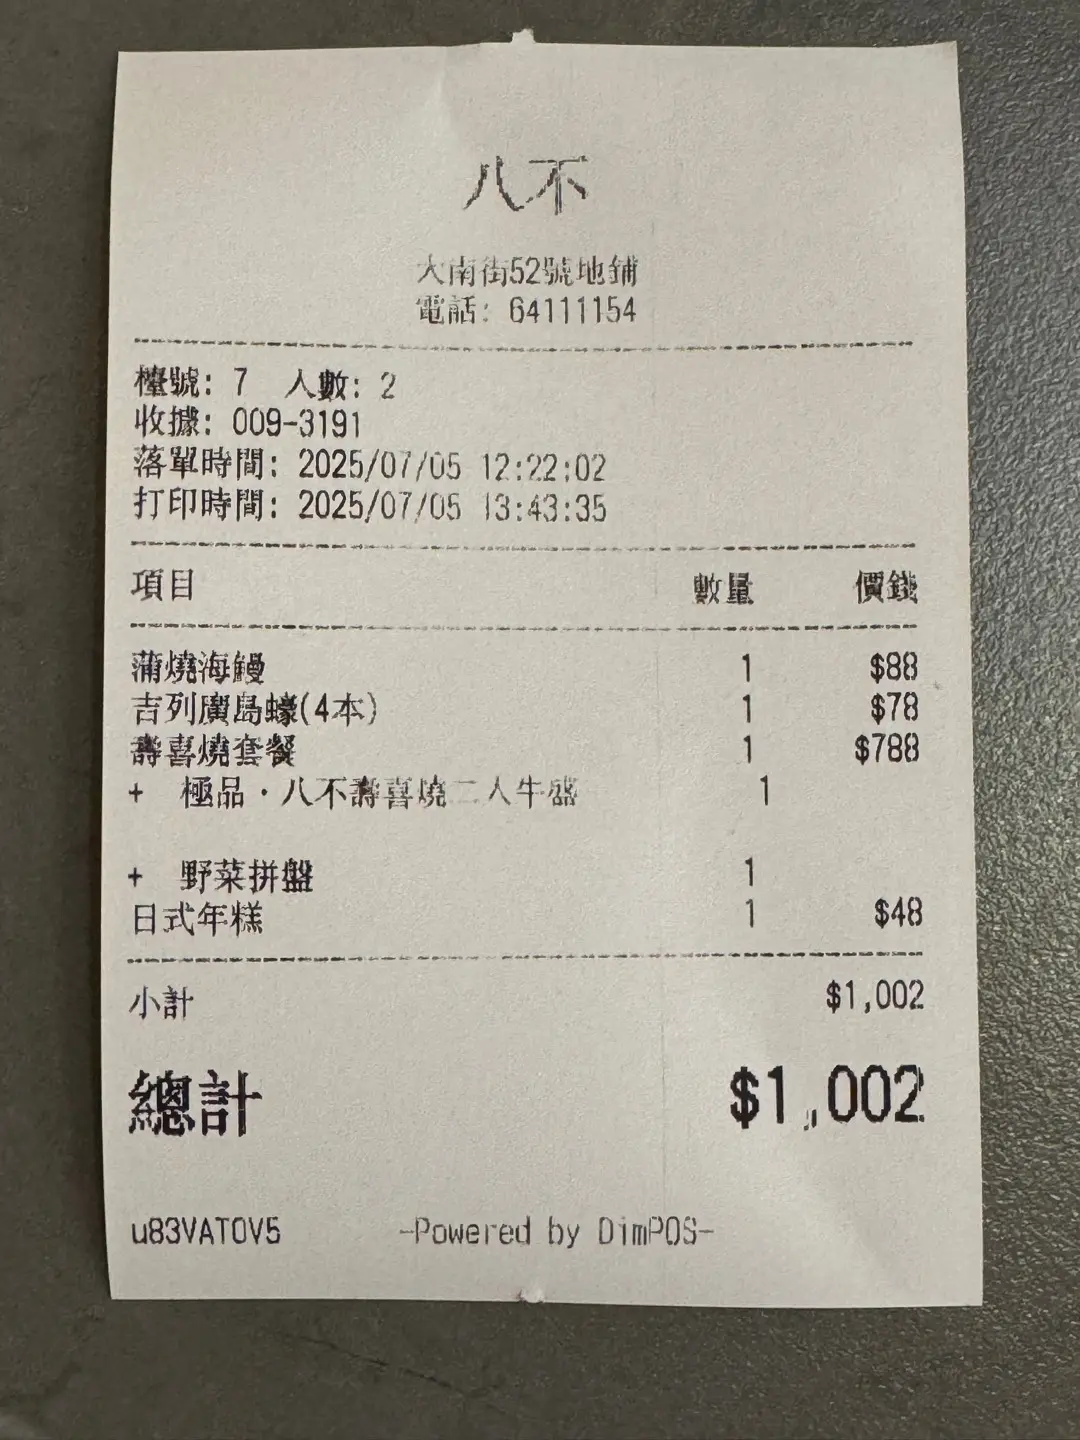 八不
大南街52號地鋪
電話: 64111154
檯號: 7 人數: 2
收據: 009-3191
落單時間: 2025/07/05 12:22:02
打印時間: 2025/07/05 13:43:35
項目 數量 價錢
蒲燒海鰻 1 $88
吉列廣島蠔(4本) 1 $78
壽喜燒套餐 1 $788
+ 極品·八不壽喜燒二人牛盛 1
+ 野菜拼盤 1
日式年糕 1 $48
小計 $1,002
總計 $1,002
u83VATOV5 -Powered by DimPOS-